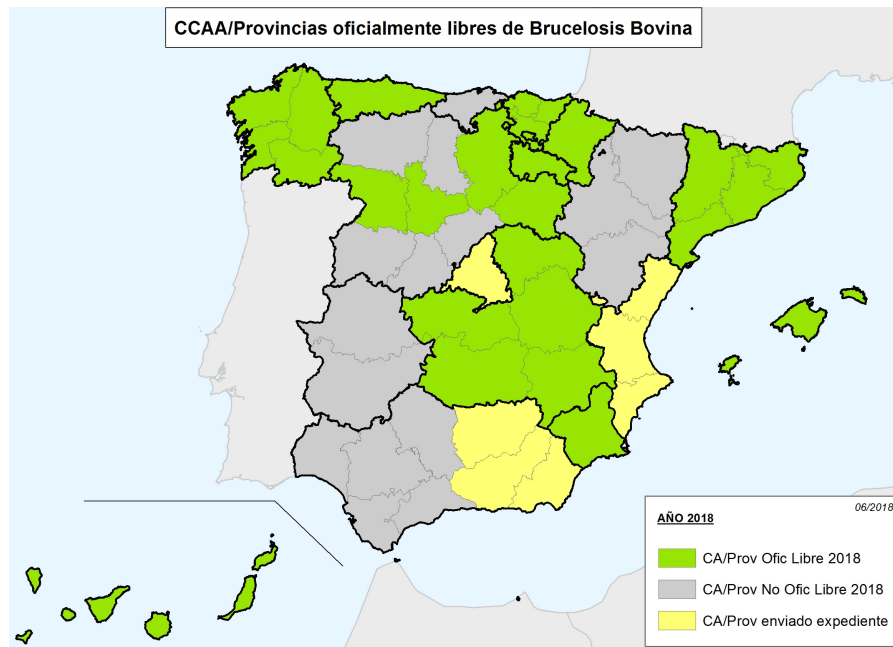 CCAA/Provincias oficialmente libres de Brucelosis Bovina
06/2018
AÑO 2018
CA/Prov Ofic Libre 2018
CA/Prov No Ofic Libre 2018
CA/Prov enviado expediente